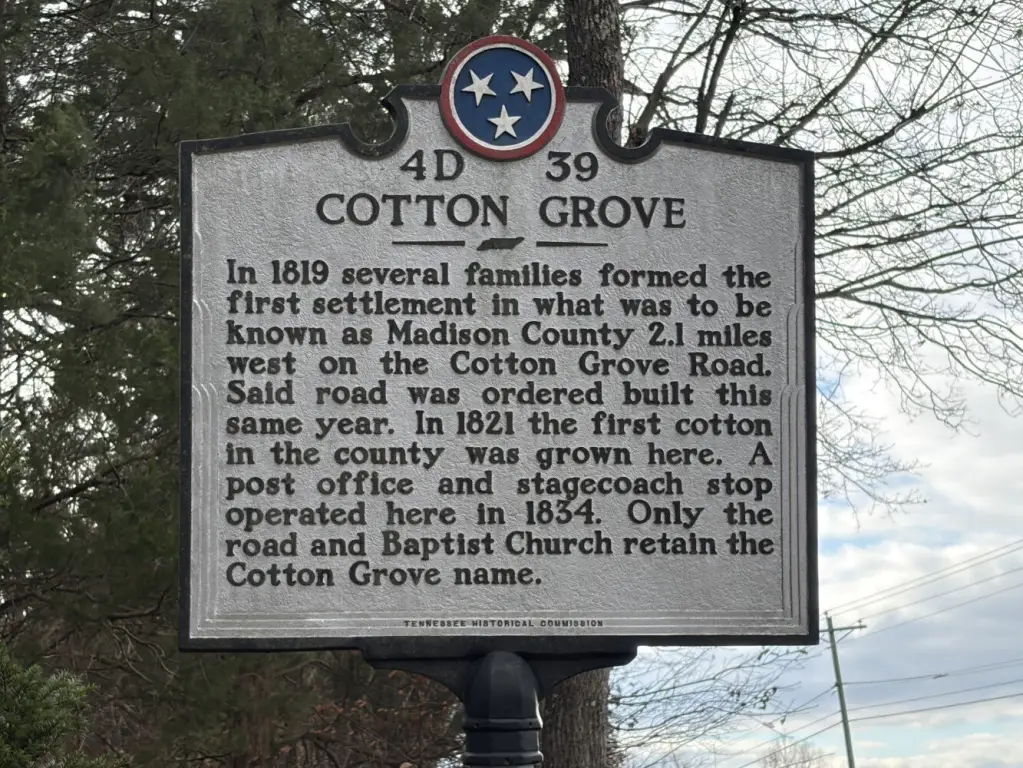 4D 39
COTTON GROVE
In 1819 several families formed the
first settlement in what was to be
known as Madison County 2.1 miles
west on the Cotton Grove Road.
Said road was ordered built this
same year. In 1821 the first cotton
in the county was grown here. A
post office and stagecoach stop
operated here in 1834. Only the
road and Baptist Church retain the
Cotton Grove name.
TENNESSEE HISTORICAL COMMISSION